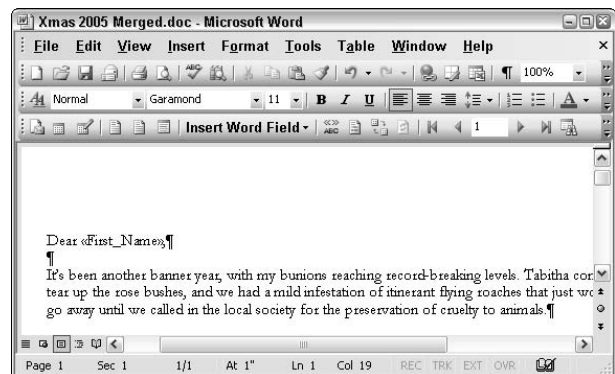 Xmas 2005 Merged.doc - Microsoft Word
File Edit View Insert Format Tools Table Window Help
100%
Normal Garamond 11 B I U A
Insert Word Field ABC 1
Dear «First_Name»,¶
¶
It's been another banner year, with my bunions reaching record-breaking levels. Tabitha
tear up the rose bushes, and we had a mild infestation of itinerant flying roaches that just
go away until we called in the local society for the preservation of cruelty to animals.¶
Page 1 Sec 1 1/1 At 1" Ln 1 Col 19 REC TRK EXT OVR